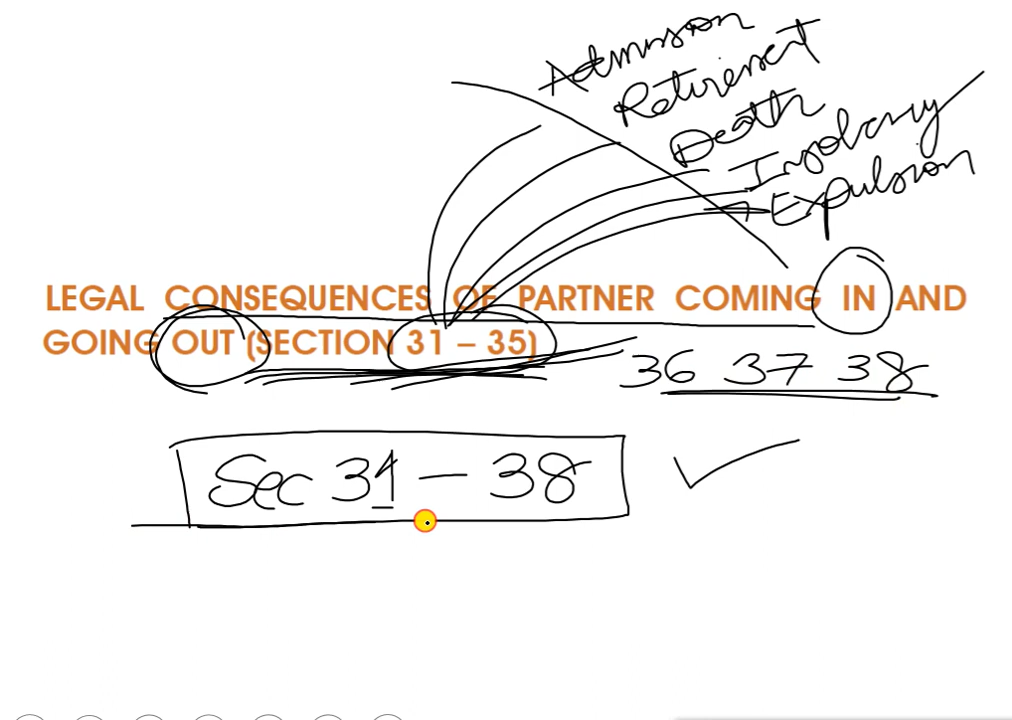 Admission
Retirement
Death
Insolvency
Expulsion
LEGAL CONSEQUENCES OF PARTNER COMING IN AND
GOING OUT (SECTION 31 – 35)
36 37 38
Sec 31 – 38